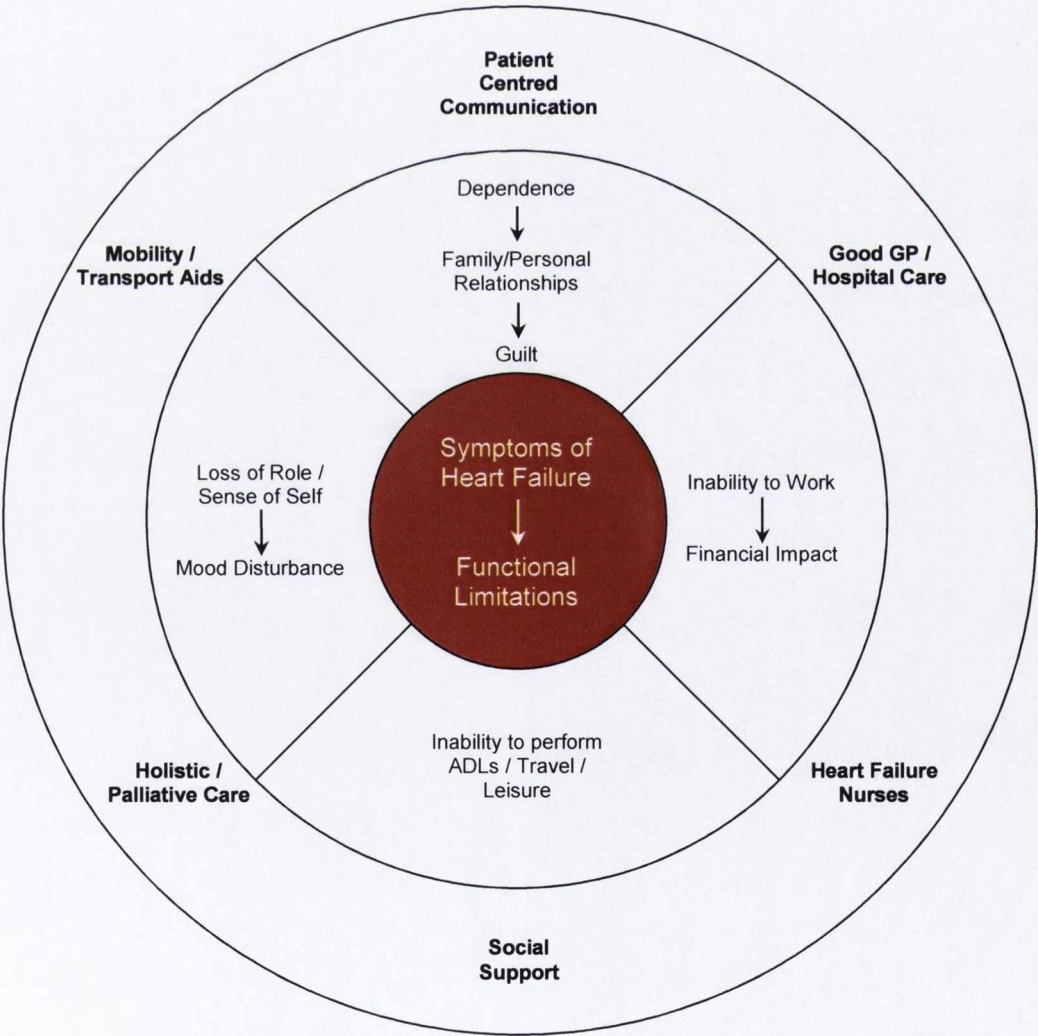 Patient
Centred
Communication
Dependence
Mobility /
Transport Aids
Family/Personal
Relationships
Good GP /
Hospital Care
Guilt
Symptoms of
Heart Failure
Functional
Limitations
Loss of Role /
Sense of Self
Mood Disturbance
Inability to Work
Financial Impact
Inability to perform
ADLs / Travel /
Leisure
Holistic /
Palliative Care
Heart Failure
Nurses
Social
Support